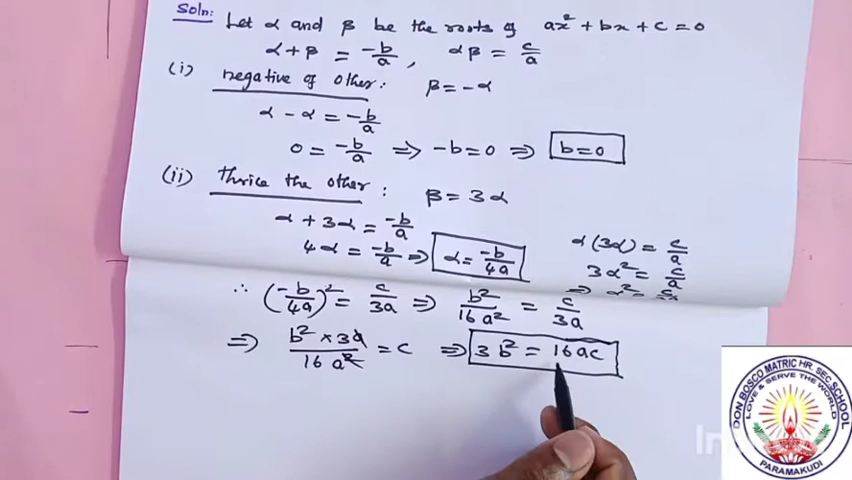 Soln: Let α and β be the roots of ax² + bx + c = 0
α + β = -b/a , αβ = c/a
(i) negative of other: β = -α
α - α = -b/a
0 = -b/a ⇒ -b = 0 ⇒ b = 0
(ii) Thrice the other: β = 3α
α + 3α = -b/a
4α = -b/a ⇒ α = -b/4a
α(3α) = c/a
3α² = c/a
⇒ α² =
∴ (-b/4a)² = c/3a ⇒ b²/16a² = c/3a
⇒ b² × 3a/16a² = c ⇒ 3b² = 16ac
DON BOSCO MATRIC HR. SEC SCHOOL
LOVE & SERVE THE WORLD
PARAMAKUDI